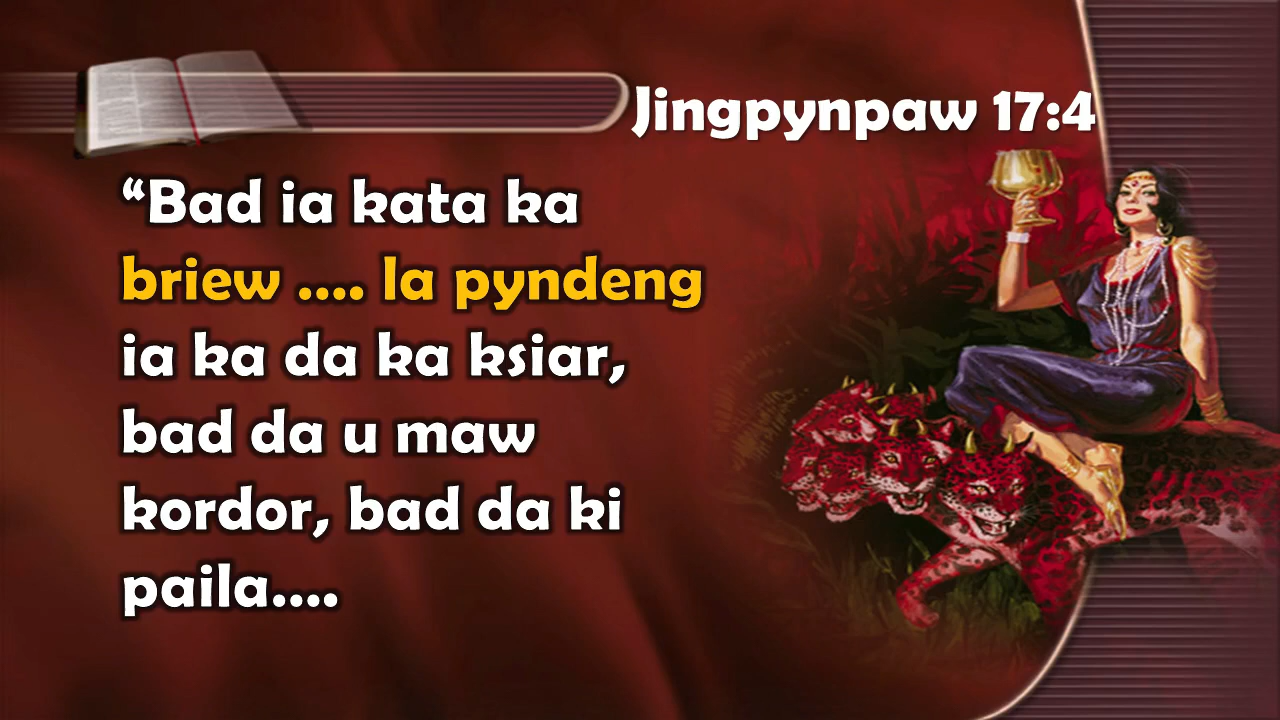 Jingpynpaw 17:4
“Bad ia kata ka
briew .... la pyndeng
ia ka da ka ksiar,
bad da u maw
kordor, bad da ki
paila....